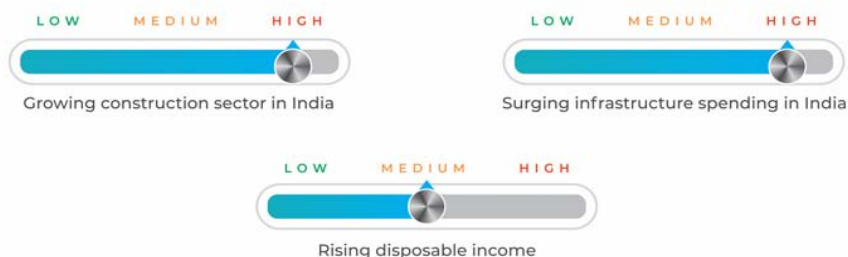 LOW MEDIUM HIGH
Growing construction sector in India
LOW MEDIUM HIGH
Surging infrastructure spending in India
LOW MEDIUM HIGH
Rising disposable income